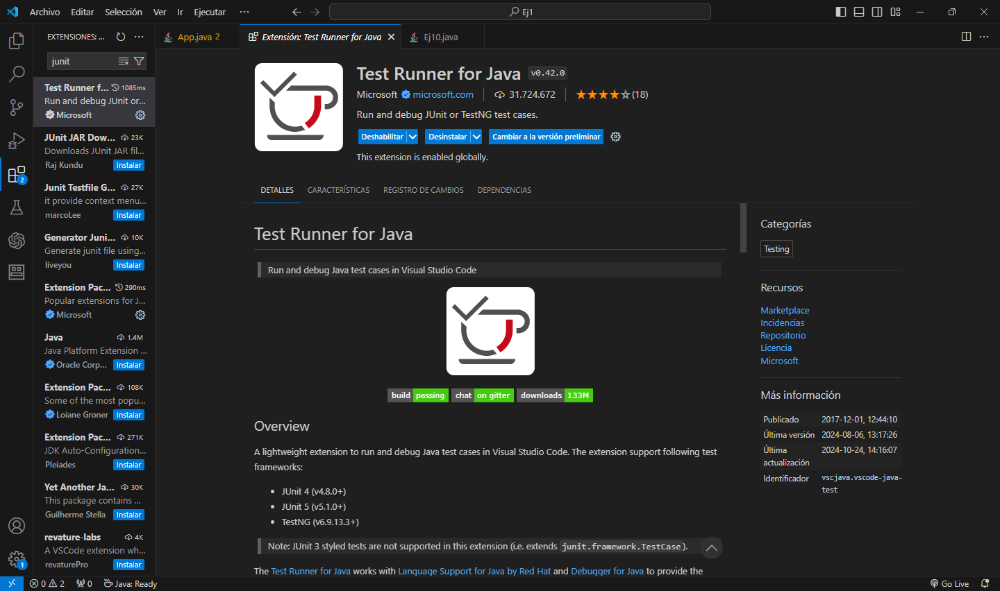 Archivo Editar Selección Ver Ir Ejecutar ··· Ej1
EXTENSIONES: ...
junit
Test Runner f... 1085ms
Run and debug JUnit or...
Microsoft
JUnit JAR Dow... 23K
Downloads JUnit JAR fil...
Raj Kundu Instalar
Junit Testfile G... 27K
it provide context menu...
marcoLee Instalar
Generator Juni... 10K
Generate junit file using...
liveyou Instalar
Extension Pac... 290ms
Popular extensions for J...
Microsoft
Java 1.4M
Java Platform Extension ...
Oracle Corp... Instalar
Extension Pac... 108K
Some of the most popu...
Loiane Groner Instalar
Extension Pac... 271K
JDK Auto-Configuration...
Pleiades Instalar
Yet Another Ja... 30K
This package contains ...
Guilherme Stella Instalar
revature-labs 4K
A VSCode extension wh...
revaturePro Instalar
2
1
App.java 2 Extensión: Test Runner for Java Ej10.java
Test Runner for Java v0.42.0
Microsoft microsoft.com 31.724.672 (18)
Run and debug JUnit or TestNG test cases.
Deshabilitar Desinstalar Cambiar a la versión preliminar
This extension is enabled globally.
DETALLES CARACTERÍSTICAS REGISTRO DE CAMBIOS DEPENDENCIAS
Test Runner for Java
Run and debug Java test cases in Visual Studio Code
build passing chat on gitter downloads 133M
Overview
A lightweight extension to run and debug Java test cases in Visual Studio Code. The extension support following test
frameworks:
• JUnit 4 (v4.8.0+)
• JUnit 5 (v5.1.0+)
• TestNG (v6.9.13.3+)
Note: JUnit 3 styled tests are not supported in this extension (i.e. extends junit.framework.TestCase).
The Test Runner for Java works with Language Support for Java by Red Hat and Debugger for Java to provide the
Categorías
Testing
Recursos
Marketplace
Incidencias
Repositorio
Licencia
Microsoft
Más información
Publicado 2017-12-01, 12:44:10
Última versión 2024-08-06, 13:17:26
Última actualización 2024-10-24, 14:16:07
Identificador vscjava.vscode-java-test
0 2 0 Java: Ready Go Live